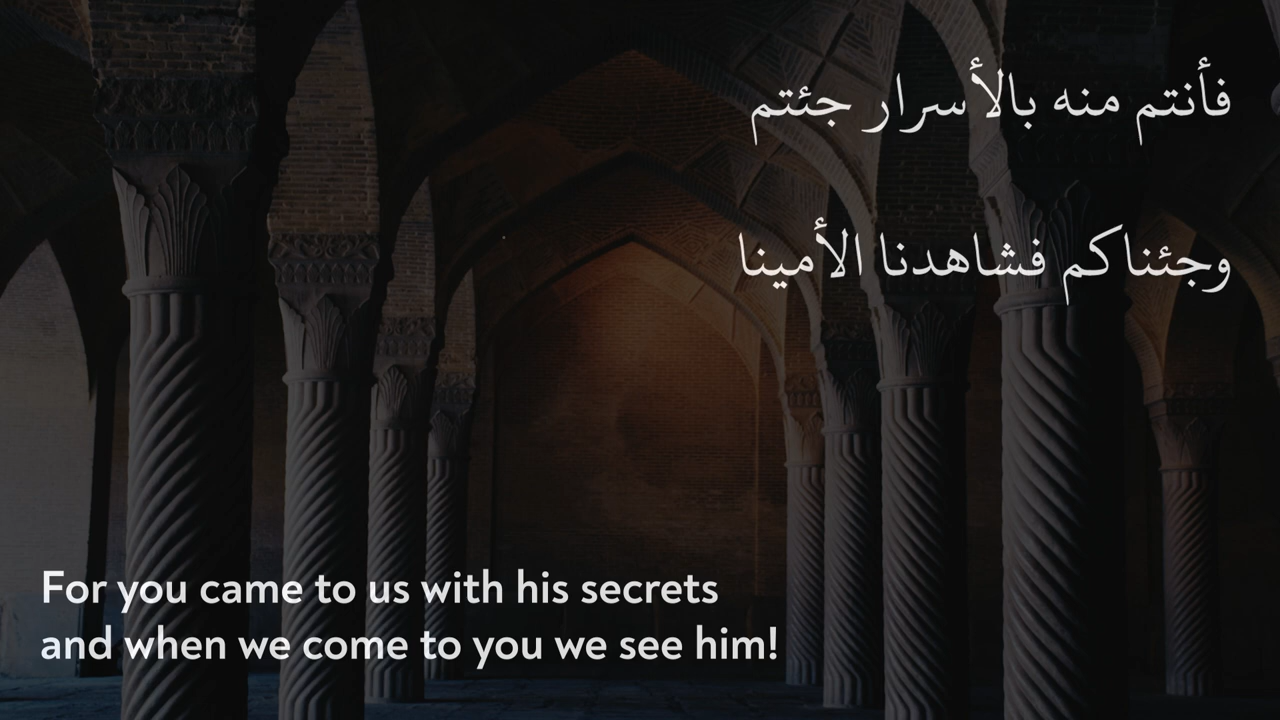 فأنتم منه بالأسرار جئتم
وجئناكم فشاهدنا الأمينا
For you came to us with his secrets
and when we come to you we see him!